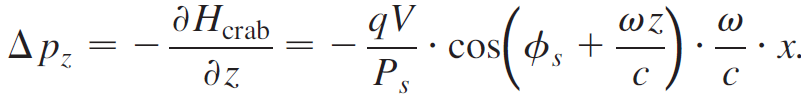 Δp_z = − ∂H_crab/∂z = − qV/P_s · cos(ϕ_s + ωz/c) · ω/c · x.